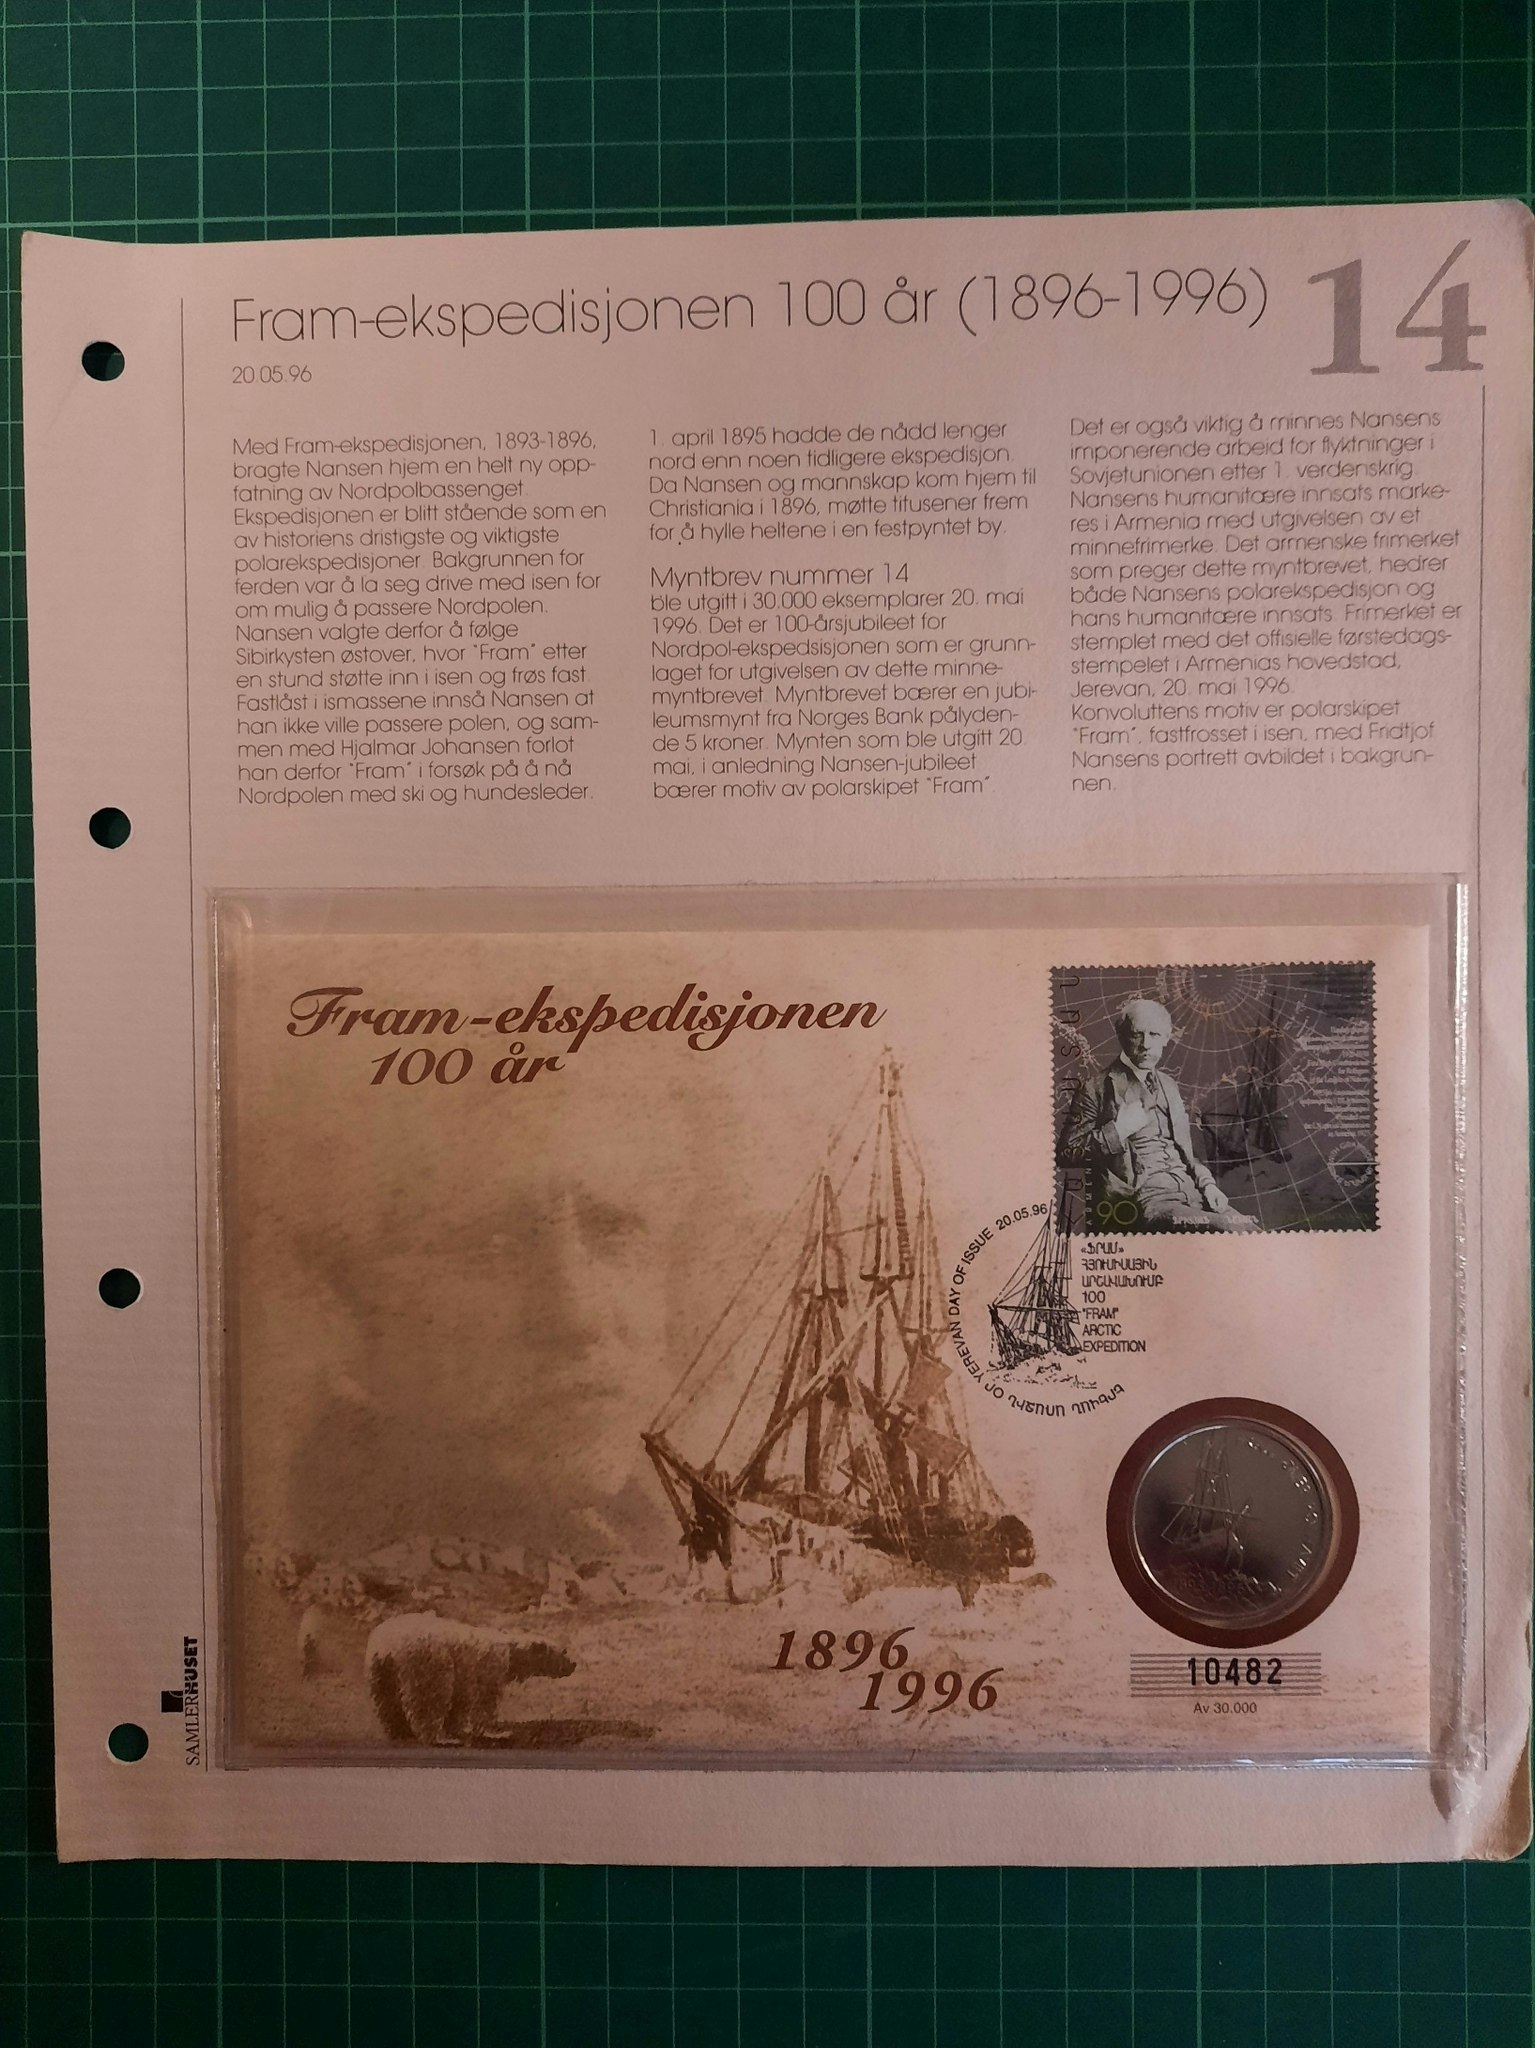 Fram-ekspedisjonen 100 år (1896-1996)
14
20.05.96
Med Fram-ekspedisjonen, 1893-1896,
bragte Nansen hjem en helt ny opp-
fatning av Nordpolbassenget.
Ekspedisjonen er blitt stående som en
av historiens dristigste og viktigste
polarekspedisjoner. Bakgrunnen for
ferden var å la seg drive med isen for
om mulig å passere Nordpolen.
Nansen valgte derfor å følge
Sibirkysten østover, hvor "Fram" etter
en stund støtte inn i isen og frøs fast.
Fastlåst i ismassene innså Nansen at
han ikke ville passere polen, og sam-
men med Hjalmar Johansen forlot
han derfor "Fram" i forsøk på å nå
Nordpolen med ski og hundesleder.
1. april 1895 hadde de nådd lenger
nord enn noen tidligere ekspedisjon.
Da Nansen og mannskap kom hjem til
Christiania i 1896, møtte titusener frem
for å hylle heltene i en festpyntet by.
Myntbrev nummer 14
ble utgitt i 30.000 eksemplarer 20. mai
1996. Det er 100-årsjubileet for
Nordpol-ekspedsisjonen som er grunn-
laget for utgivelsen av dette minne-
myntbrevet. Myntbrevet bærer en jubi-
leumsmynt fra Norges Bank pålyden-
de 5 kroner. Mynten som ble utgitt 20.
mai, i anledning Nansen-jubileet
bærer motiv av polarskipet "Fram".
Det er også viktig å minnes Nansens
imponerende arbeid for flyktninger i
Sovjetunionen etter 1. verdenskrig.
Nansens humanitære innsats marke-
res i Armenia med utgivelsen av et
minnefrimerke. Det armenske frimerket
som preger dette myntbrevet, hedrer
både Nansens polarekspedisjon og
hans humanitære innsats. Frimerket er
stemplet med det offisielle førstedags-
stempelet i Armenias hovedstad,
Jerevan, 20. mai 1996.
Konvoluttens motiv er polarskipet
"Fram", fastfrosset i isen, med Fridtjof
Nansens portrett avbildet i bakgrun-
nen.
Fram-ekspedisjonen
100 år
ARMENIA
90
YEREVAN DAY OF ISSUE 20.05.96
«ՖՐԱՄ»
ՀՅՈՒՍԻՍԱՅԻՆ
ԱՐՇԱՎԱԽՈՒՄԲ
100
"FRAM"
ARCTIC
EXPEDITION
1896
1996
10482
Av 30.000
SAMLERHUSET